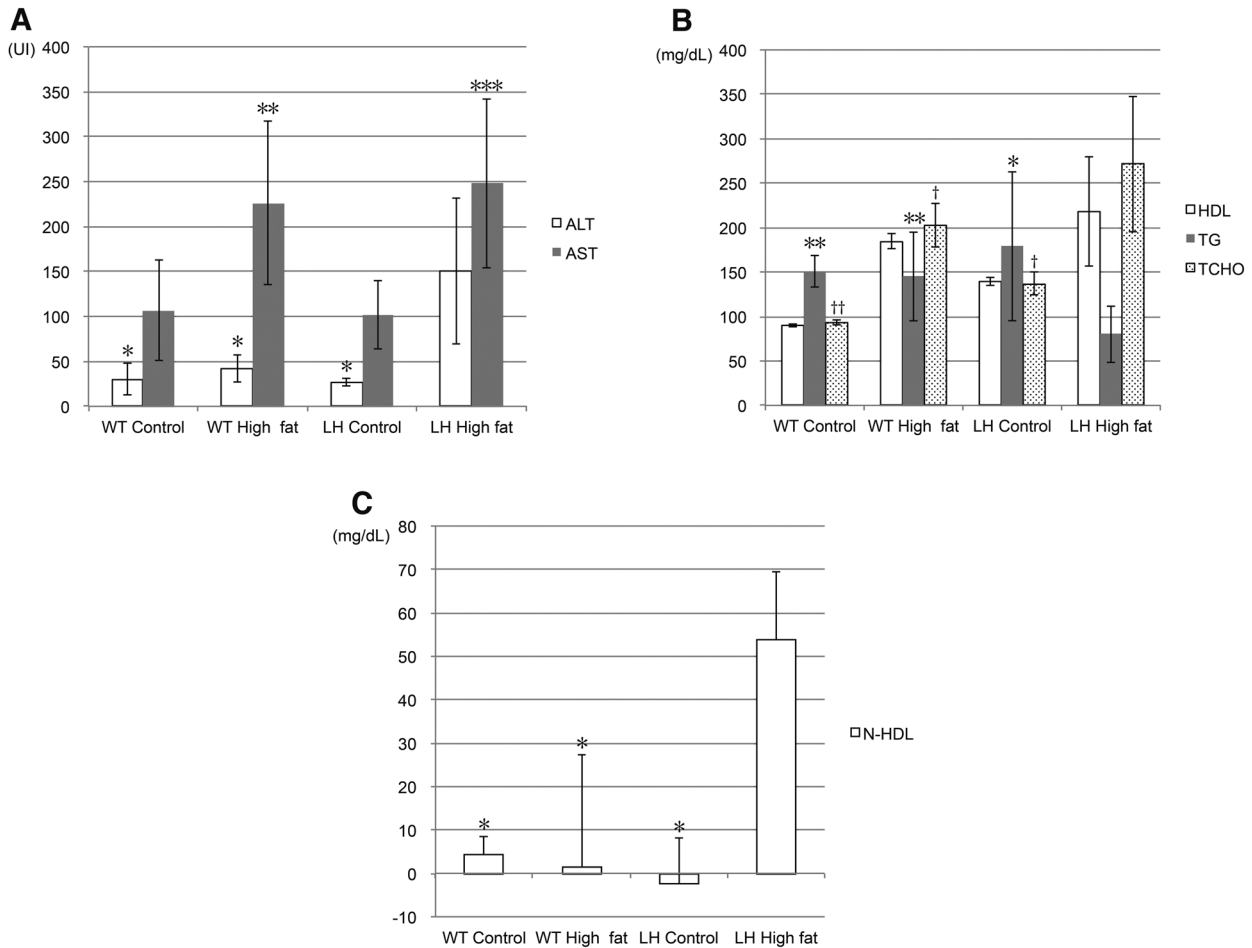 A
(UI)
400
350
300
250
200
150
100
50
0
*
**
*
*
***
WT Control
WT High fat
LH Control
LH High fat
ALT
AST
B
(mg/dL)
400
350
300
250
200
150
100
50
0
**
††
**
†
*
†
WT Control
WT High fat
LH Control
LH High fat
HDL
TG
TCHO
C
(mg/dL)
80
70
60
50
40
30
20
10
0
-10
*
*
*
WT Control
WT High fat
LH Control
LH High fat
N-HDL